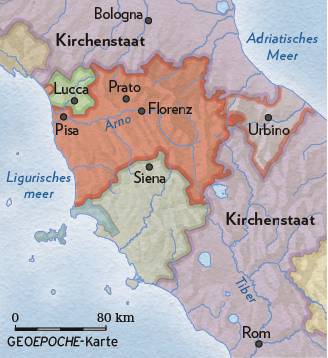 Bologna
Kirchenstaat
Adriatisches
Meer
Lucca
Prato
Florenz
Arno
Pisa
Urbino
Ligurisches
meer
Siena
Kirchenstaat
Tiber
0 80 km
GEOEPOCHE-Karte
Rom